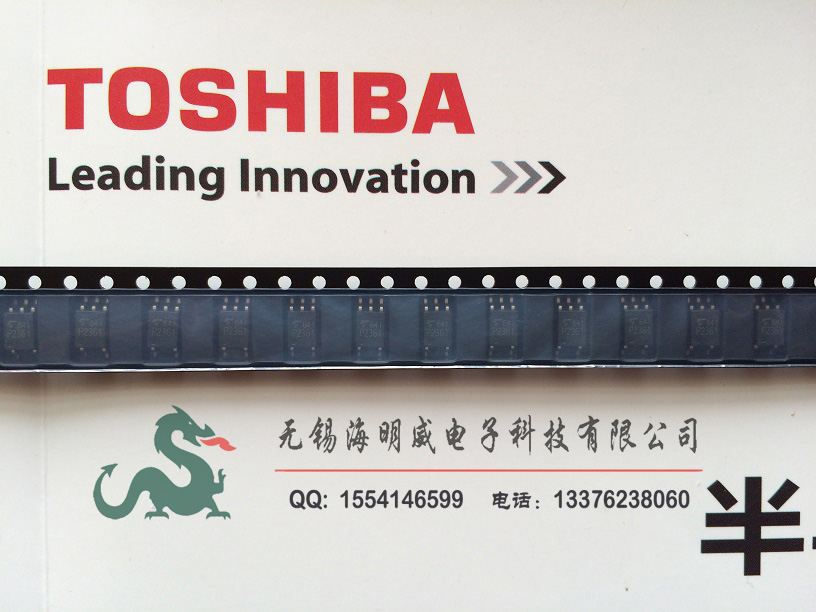 TOSHIBA
Leading Innovation
P2361
无锡海明威电子科技有限公司
QQ: 1554146599 电话：13376238060
半